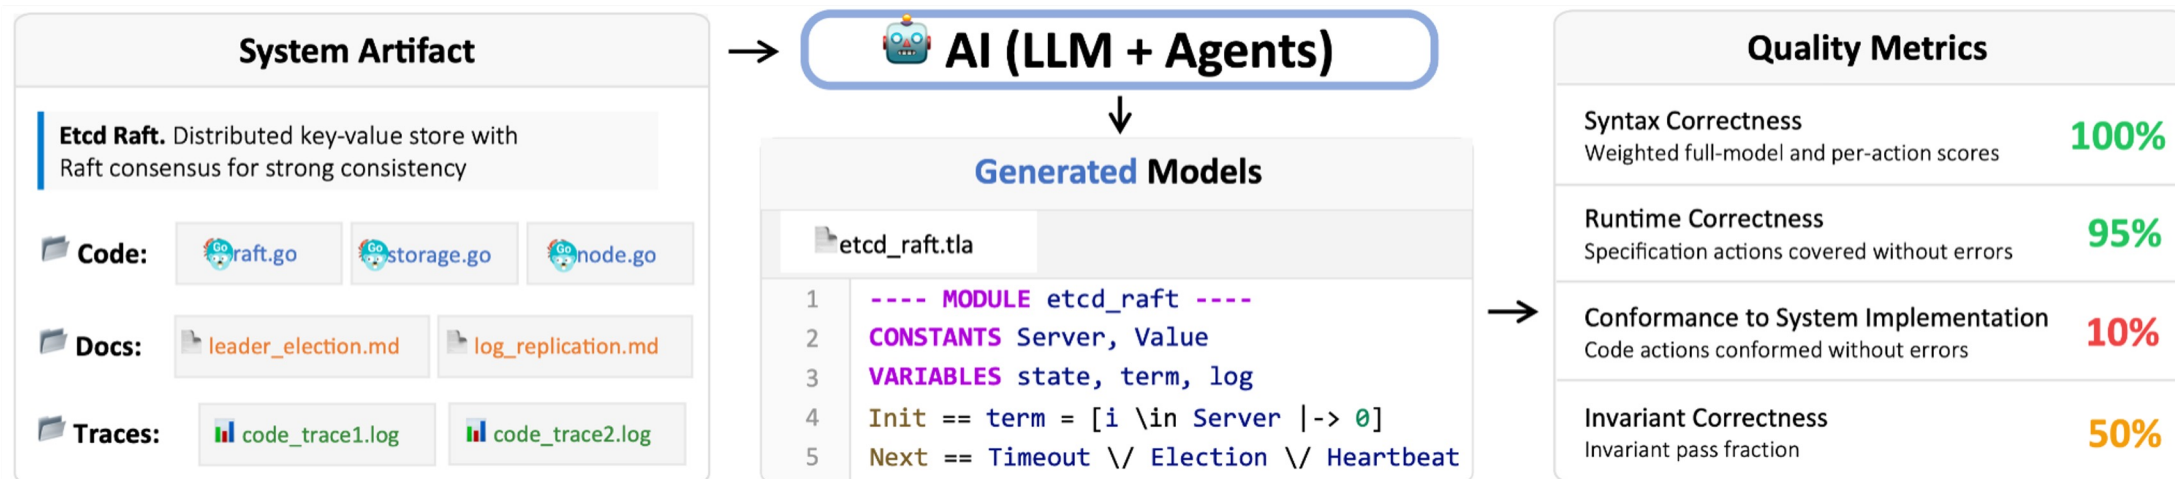 System Artifact
Etcd Raft. Distributed key-value store with
Raft consensus for strong consistency
Code:
Go raft.go
Go storage.go
Go node.go
Docs:
leader_election.md
log_replication.md
Traces:
code_trace1.log
code_trace2.log
AI (LLM + Agents)
Generated Models
etcd_raft.tla
1 ---- MODULE etcd_raft ----
2 CONSTANTS Server, Value
3 VARIABLES state, term, log
4 Init == term = [i \in Server |-> 0]
5 Next == Timeout \/ Election \/ Heartbeat
Quality Metrics
Syntax Correctness
Weighted full-model and per-action scores
100%
Runtime Correctness
Specification actions covered without errors
95%
Conformance to System Implementation
Code actions conformed without errors
10%
Invariant Correctness
Invariant pass fraction
50%